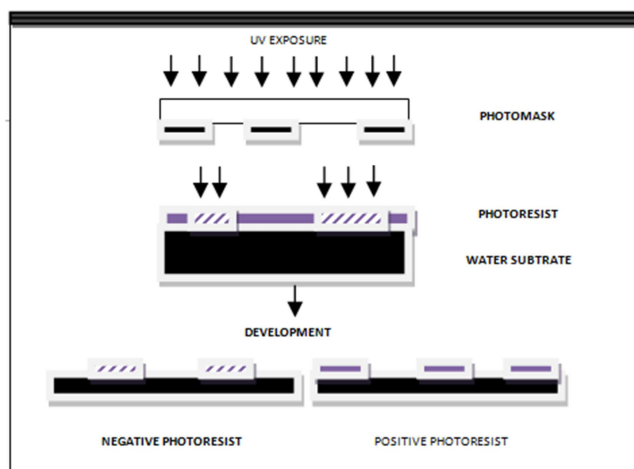 UV EXPOSURE
PHOTOMASK
PHOTORESIST
WATER SUBTRATE
DEVELOPMENT
NEGATIVE PHOTORESIST
POSITIVE PHOTORESIST